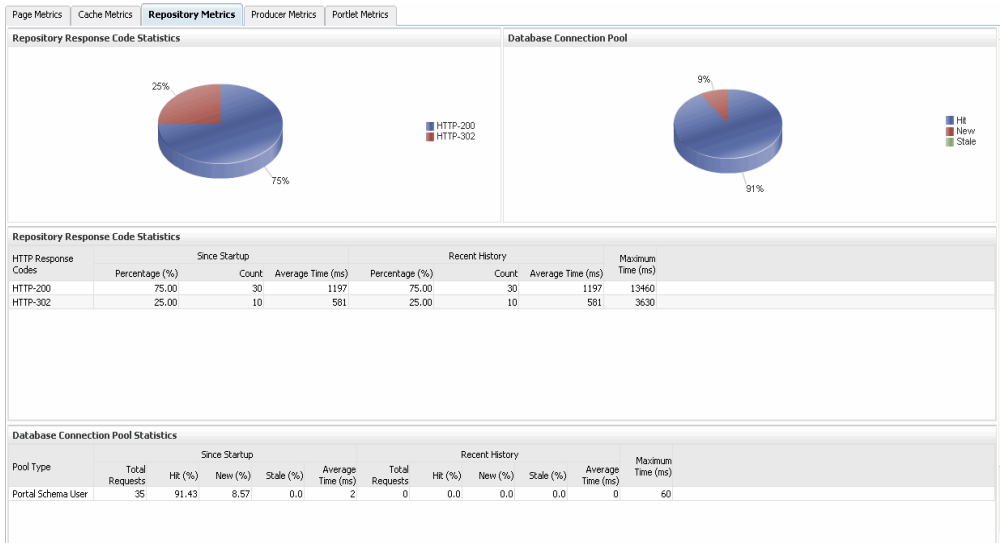 Page Metrics Cache Metrics Repository Metrics Producer Metrics Portlet Metrics
Repository Response Code Statistics
25%
75%
HTTP-200
HTTP-302
Database Connection Pool
9%
91%
Hit
New
Stale
Repository Response Code Statistics
HTTP Response Codes Since Startup Recent History Maximum Time (ms)
Percentage (%) Count Average Time (ms) Percentage (%) Count Average Time (ms)
HTTP-200 75.00 30 1197 75.00 30 1197 13460
HTTP-302 25.00 10 581 25.00 10 581 3630
Database Connection Pool Statistics
Pool Type Since Startup Recent History Maximum Time (ms)
Total Requests Hit (%) New (%) Stale (%) Average Time (ms) Total Requests Hit (%) New (%) Stale (%) Average Time (ms)
Portal Schema User 35 91.43 8.57 0.0 2 0 0.0 0.0 0.0 0 60